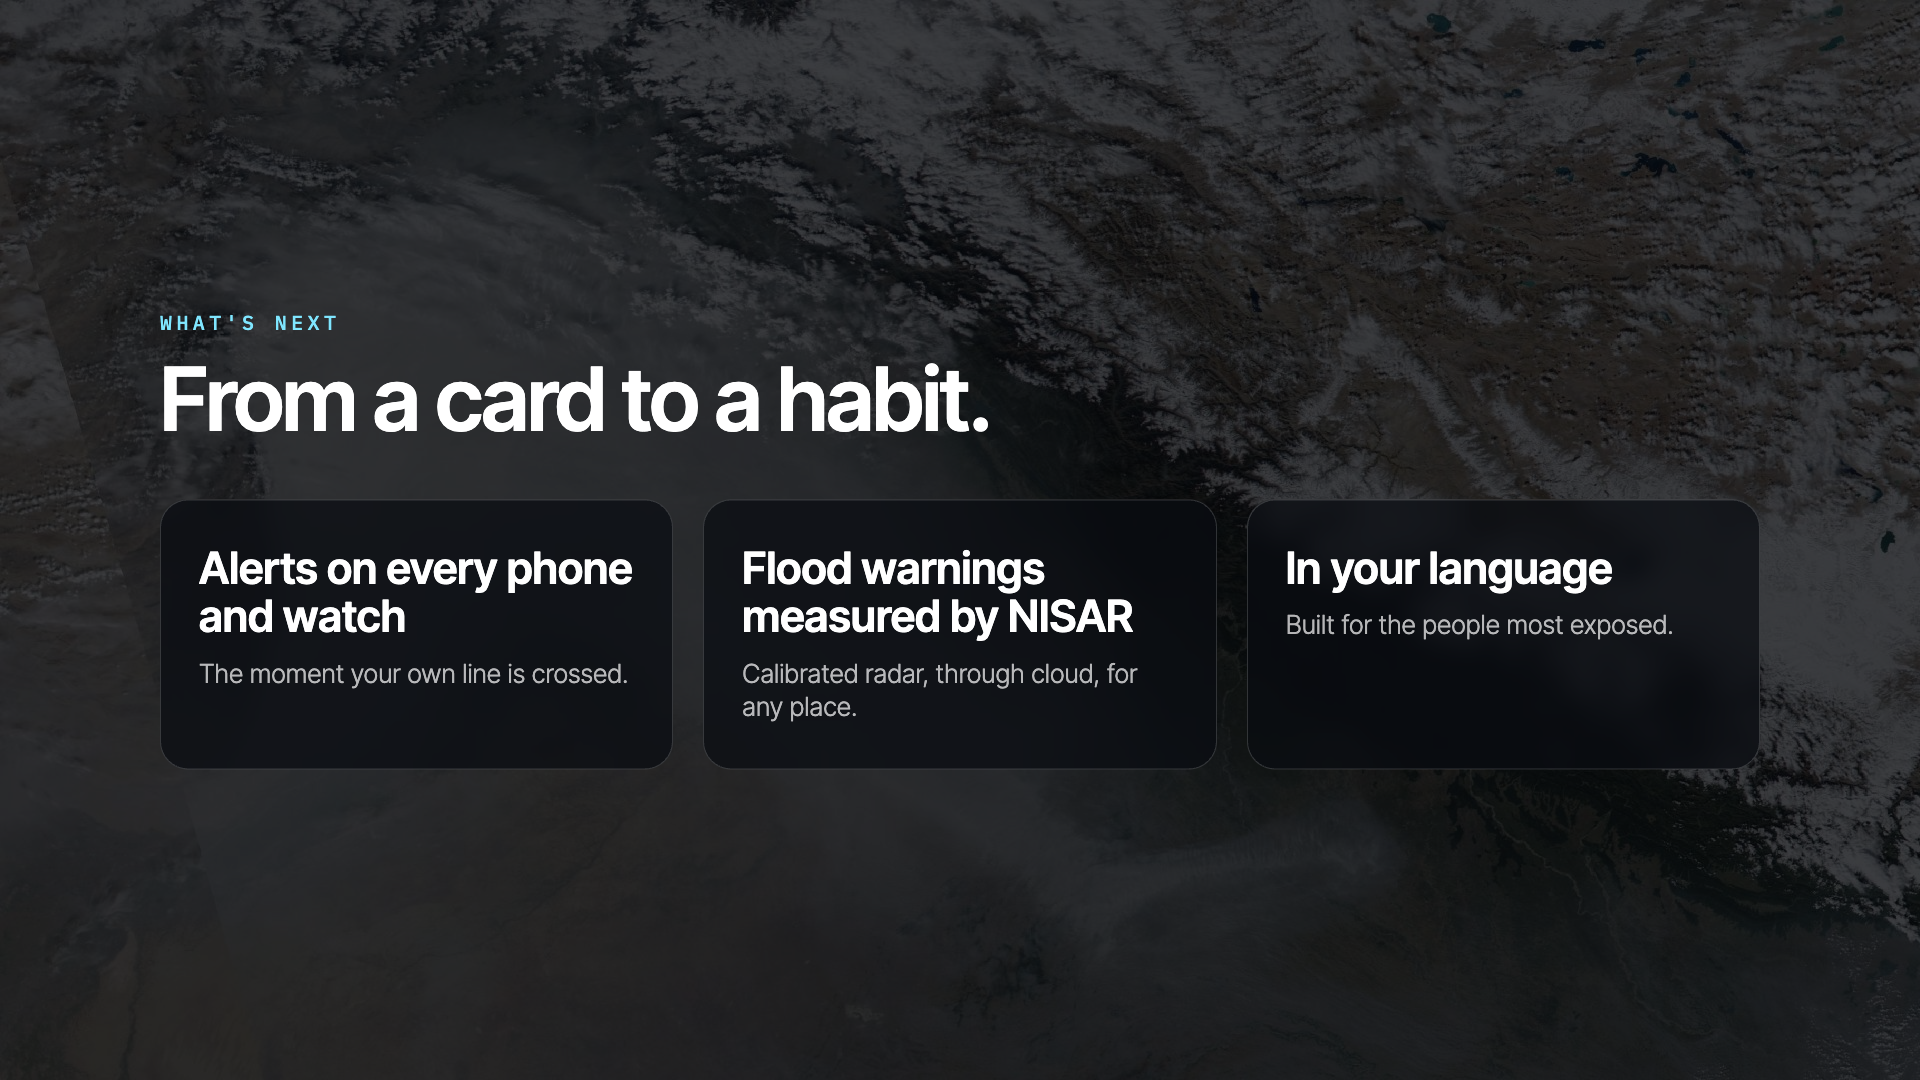 WHAT'S NEXT
From a card to a habit.
Alerts on every phone
and watch
The moment your own line is crossed.
Flood warnings
measured by NISAR
Calibrated radar, through cloud, for
any place.
In your language
Built for the people most exposed.